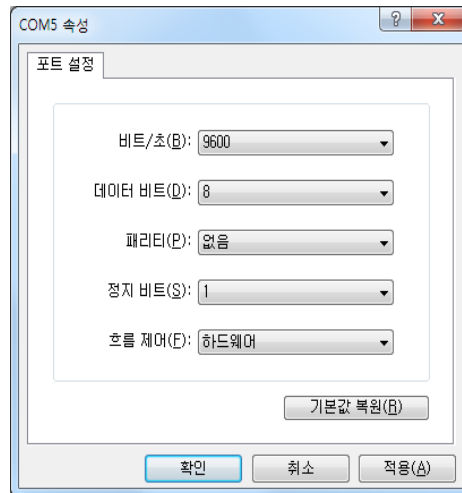 COM5 속성
포트 설정
비트/초(B): 9600
데이터 비트(D): 8
패리티(P): 없음
정지 비트(S): 1
흐름 제어(F): 하드웨어
기본값 복원(R)
확인 취소 적용(A)